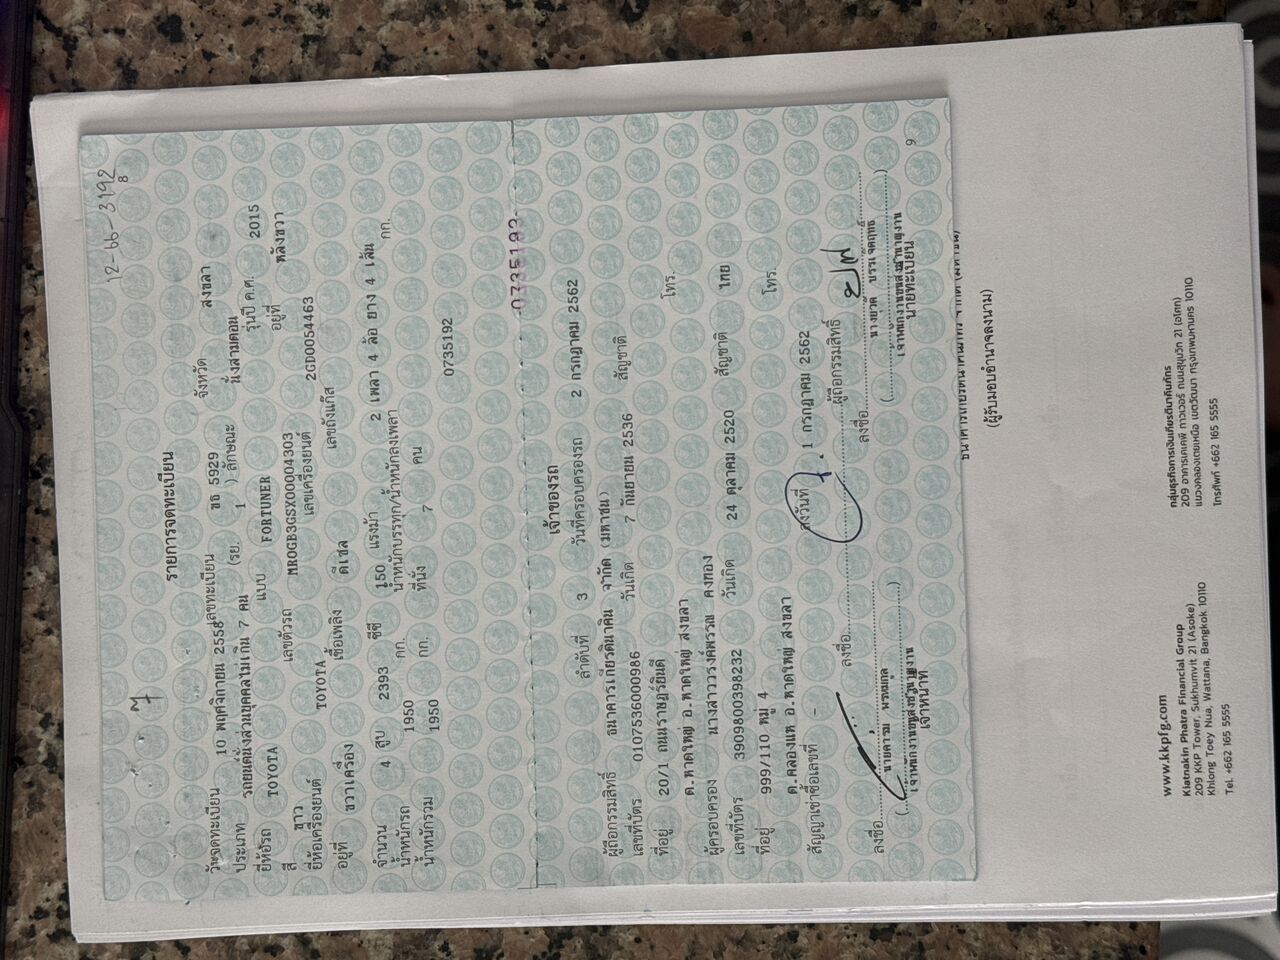 12-66-3192
7
8
รายการจดทะเบียน
วันจดทะเบียน 10 พฤศจิกายน 2558 เลขทะเบียน ขธ 5929 จังหวัด สงขลา
ประเภท รถยนต์นั่งส่วนบุคคลไม่เกิน 7 คน (รย. 1 ) ลักษณะ นั่งสามตอน
ยี่ห้อรถ TOYOTA แบบ FORTUNER รุ่นปี ค.ศ. 2015
สี ขาว เลขตัวรถ MR0GB3GSX00004303 อยู่ที่ หลังขวา
ยี่ห้อเครื่องยนต์ TOYOTA เลขเครื่องยนต์ 2GD0054463
อยู่ที่ ขวาเครื่อง เชื้อเพลิง ดีเซล เลขถังแก๊ส
จำนวน 4 สูบ 2393 ซีซี 150 แรงม้า 2 เพลา 4 ล้อ ยาง 4 เส้น
น้ำหนักรถ 1950 กก. น้ำหนักบรรทุก/น้ำหนักลงเพลา กก.
น้ำหนักรวม 1950 กก. ที่นั่ง 7 คน
0735192
0735193
เจ้าของรถ
ลำดับที่ 3 วันที่ครอบครองรถ 2 กรกฎาคม 2562
ผู้ถือกรรมสิทธิ์ ธนาคารเกียรตินาคิน จำกัด (มหาชน)
เลขที่บัตร 0107536000986 วันเกิด 7 กันยายน 2536 สัญชาติ
ที่อยู่ 20/1 ถนนราษฎร์ยินดี โทร.
ต.หาดใหญ่ อ.หาดใหญ่ สงขลา
ผู้ครอบครอง นางสาววรงค์พรรณ คงทอง
เลขที่บัตร 3909800398232 วันเกิด 24 ตุลาคม 2520 สัญชาติ ไทย
ที่อยู่ 999/110 หมู่ 4 โทร.
ต.คลองแห อ.หาดใหญ่ สงขลา
สัญญาเช่าซื้อเลขที่ - ลงวันที่ 1 กรกฎาคม 2562
ลงชื่อ ผู้ถือกรรมสิทธิ์
ลงชื่อ ลงชื่อ
เจ้าหน้าที่ นายทะเบียน
9
(ผู้รับมอบอำนาจลงนาม)
www.kkpfg.com
Kiatnakin Phatra Financial Group
209 KKP Tower, Sukhumvit 21 (Asoke)
Khlong Toey Nua, Wattana, Bangkok 10110
Tel. +662 165 5555
กลุ่มธุรกิจการเงินเกียรตินาคินภัทร
209 อาคารเคเคพี ทาวเวอร์ ถนนสุขุมวิท 21 (อโศก)
แขวงคลองเตยเหนือ เขตวัฒนา กรุงเทพมหานคร 10110
โทรศัพท์ +662 165 5555